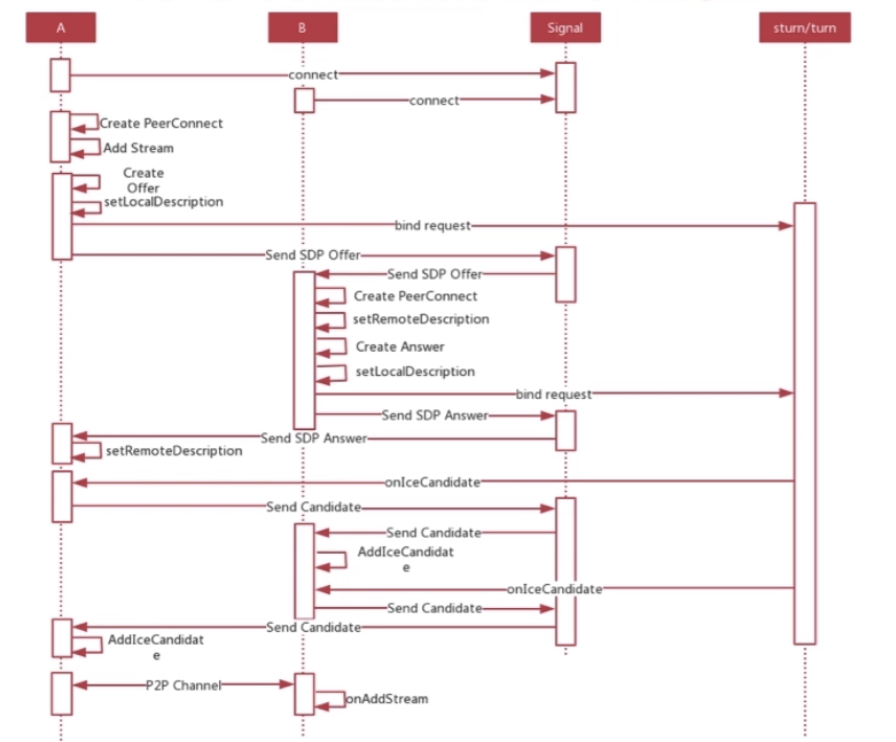 A B Signal sturn/turn
connect
connect
Create PeerConnect
Add Stream
Create
Offer
setLocalDescription
bind request
Send SDP Offer
Send SDP Offer
Create PeerConnect
setRemoteDescription
Create Answer
setLocalDescription
bind request
Send SDP Answer
Send SDP Answer
setRemoteDescription
onIceCandidate
Send Candidate
Send Candidate
AddIceCandidat
e
onIceCandidate
Send Candidate
Send Candidate
AddIceCandidat
e
P2P Channel
onAddStream